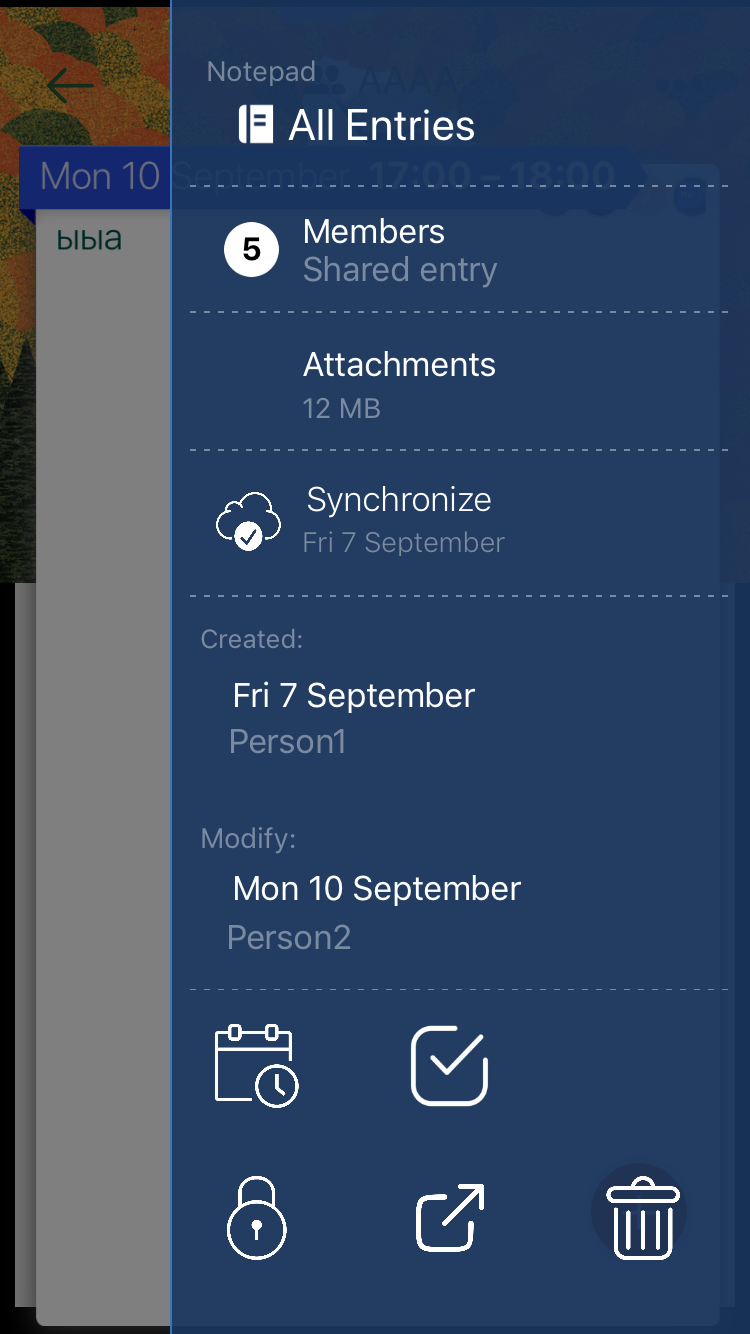 Notepad
AAAA
All Entries
Mon 10 September 17:00 – 18:00
ыыа
5
Members
Shared entry
Attachments
12 MB
Synchronize
Fri 7 September
Created:
Fri 7 September
Person1
Modify:
Mon 10 September
Person2